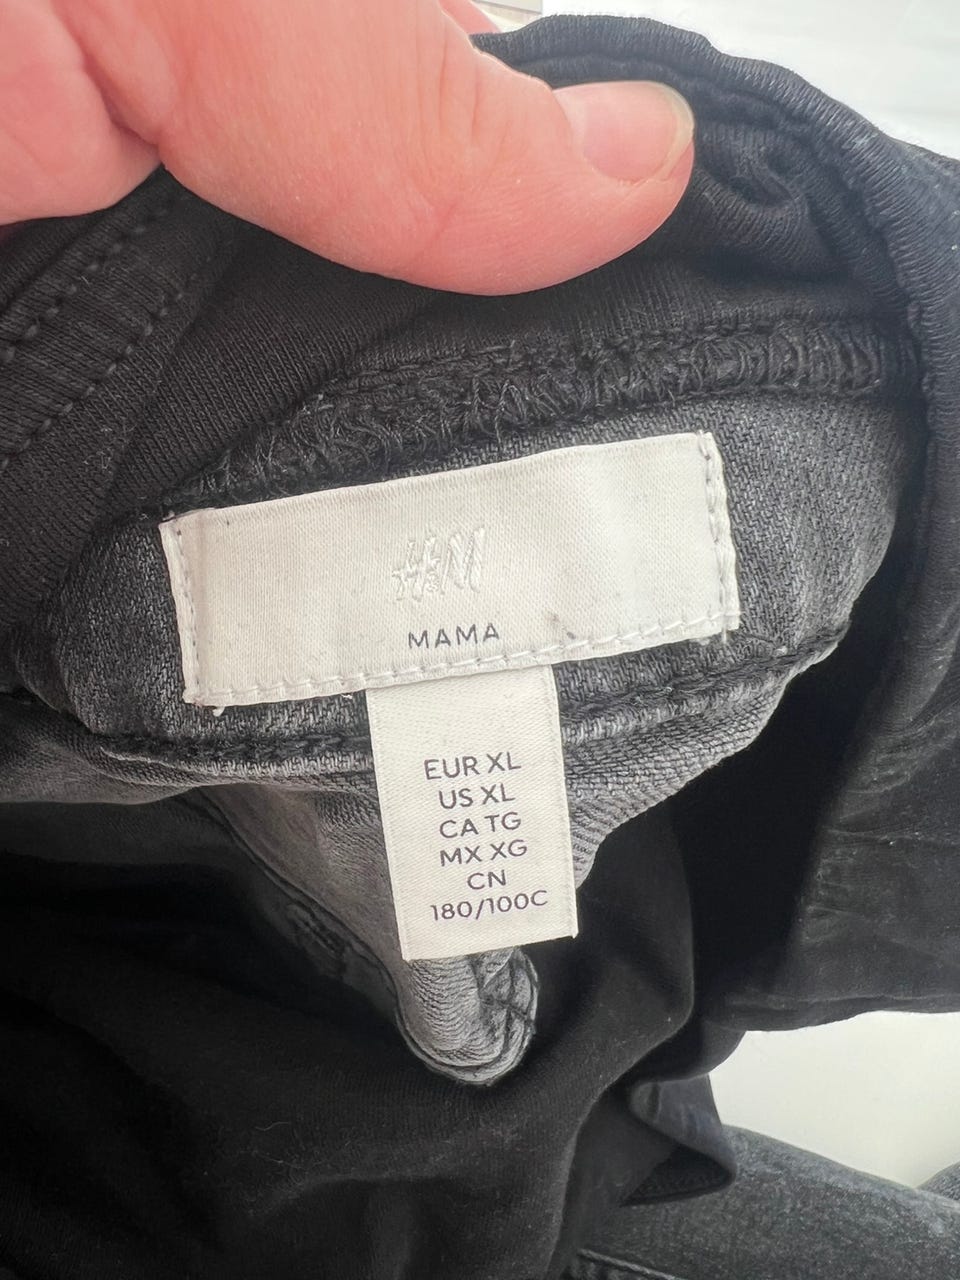 H&M
MAMA
EUR XL
US XL
CA TG
MX XG
CN
180/100C